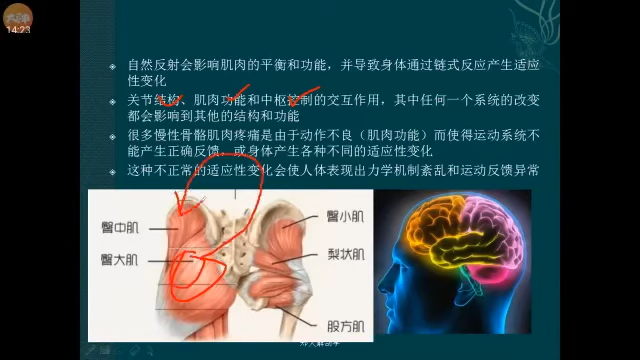 14:23
自然反射会影响肌肉的平衡和功能，并导致身体通过链式反应产生适应
性变化
关节结构、肌肉功能和中枢控制的交互作用，其中任何一个系统的改变
都会影响到其他的结构和功能
很多慢性骨骼肌肉疼痛是由于动作不良（肌肉功能）而使得运动系统不
能产生正确反馈，或身体产生各种不同的适应性变化
这种不正常的适应性变化会使人体表现出力学机制紊乱和运动反馈异常
臀中肌
臀小肌
臀大肌
梨状肌
股方肌